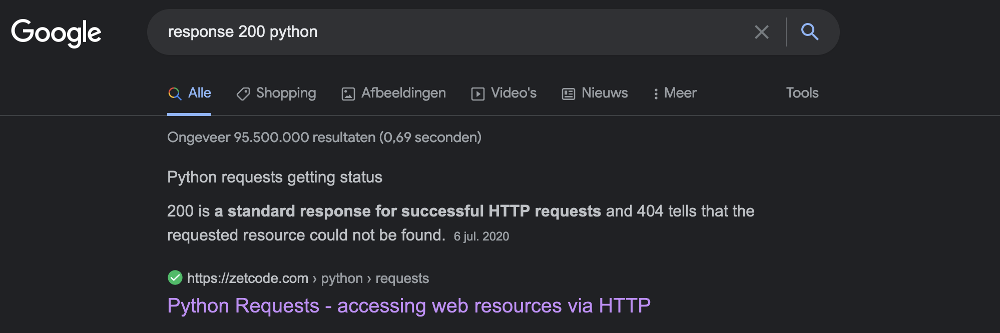 Google
response 200 python
Alle Shopping Afbeeldingen Video's Nieuws Meer Tools
Ongeveer 95.500.000 resultaten (0,69 seconden)
Python requests getting status
200 is a standard response for successful HTTP requests and 404 tells that the
requested resource could not be found. 6 jul. 2020
https://zetcode.com › python › requests
Python Requests - accessing web resources via HTTP